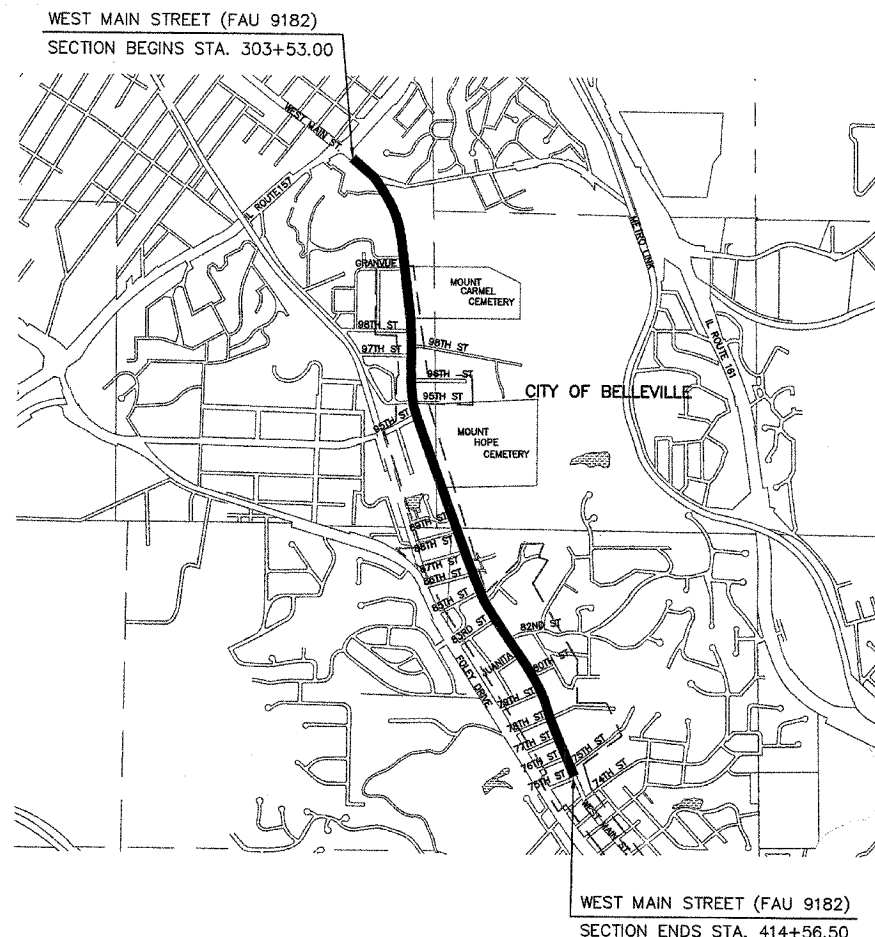 WEST MAIN STREET (FAU 9182)
SECTION BEGINS STA. 303+53.00
WEST MAIN ST.
IL ROUTE 157
METRO LINK
GRANVUE
MOUNT
CARMEL
CEMETERY
IL ROUTE 161
98TH ST
98TH ST
97TH ST
96TH ST
CITY OF BELLEVILLE
95TH ST
95TH ST
MOUNT
HOPE
CEMETERY
89TH ST
88TH ST
87TH ST
86TH ST
85TH ST
83RD ST
82ND ST
JUANITA
80TH ST
FOLEY DRIVE
79TH ST
78TH ST
77TH ST
76TH ST
75TH ST
75TH ST
74TH ST
WEST MAIN ST.
WEST MAIN STREET (FAU 9182)
SECTION ENDS STA. 414+56.50